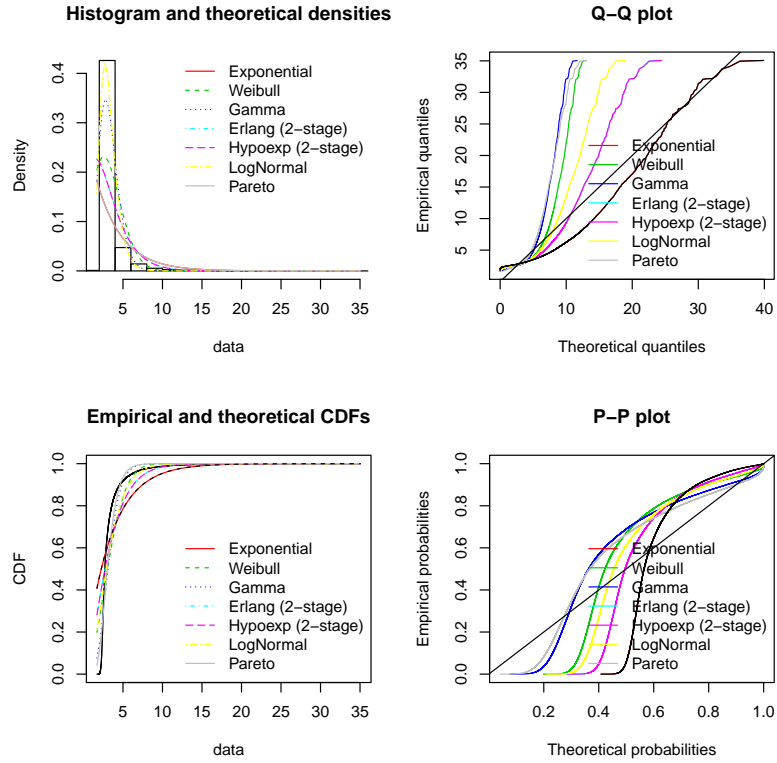 Histogram and theoretical densities
Density
0.0
0.1
0.2
0.3
0.4
Exponential
Weibull
Gamma
Erlang (2−stage)
Hypoexp (2−stage)
LogNormal
Pareto
5 10 15 20 25 30 35
data
Q−Q plot
Empirical quantiles
5 10 15 20 25 30 35
Exponential
Weibull
Gamma
Erlang (2−stage)
Hypoexp (2−stage)
LogNormal
Pareto
0 10 20 30 40
Theoretical quantiles
Empirical and theoretical CDFs
CDF
0.0 0.2 0.4 0.6 0.8 1.0
Exponential
Weibull
Gamma
Erlang (2−stage)
Hypoexp (2−stage)
LogNormal
Pareto
5 10 15 20 25 30 35
data
P−P plot
Empirical probabilities
0.0 0.2 0.4 0.6 0.8 1.0
Exponential
Weibull
Gamma
Erlang (2−stage)
Hypoexp (2−stage)
LogNormal
Pareto
0.2 0.4 0.6 0.8 1.0
Theoretical probabilities